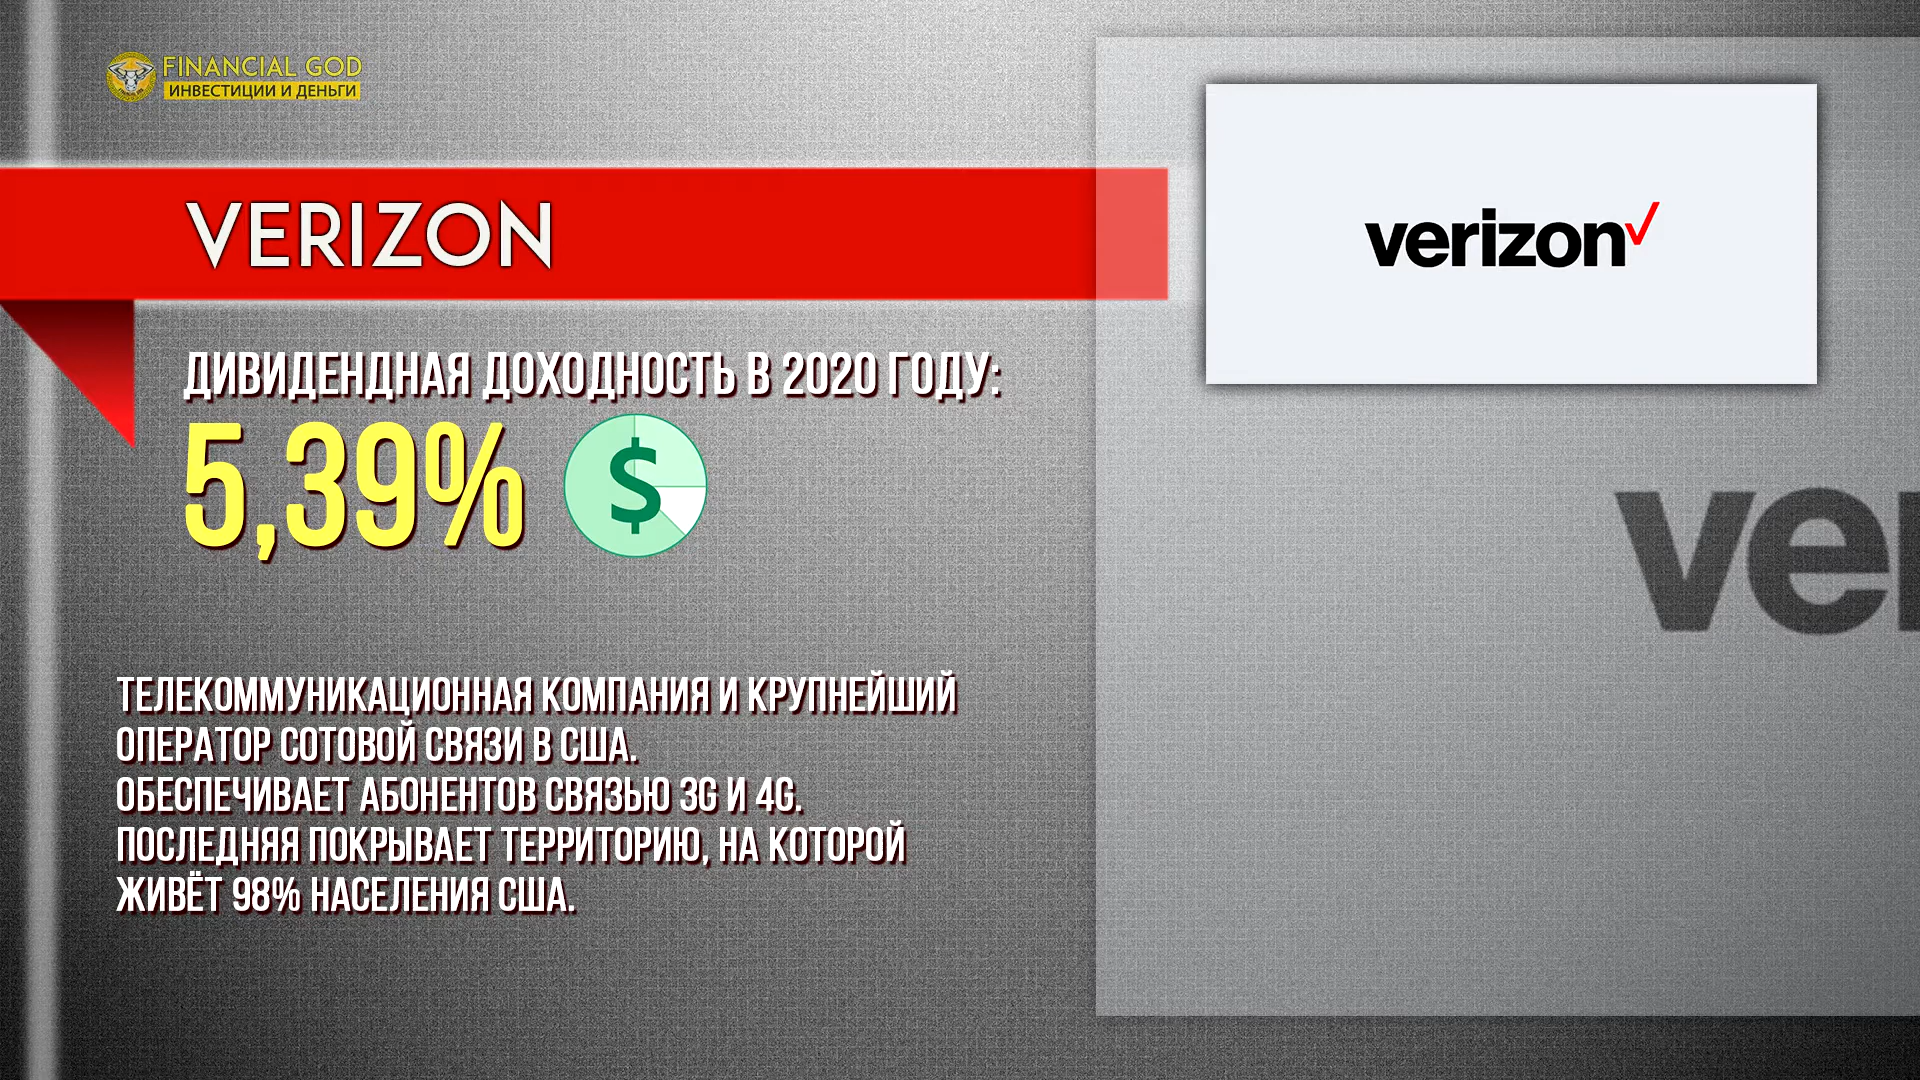 FINANCIAL GOD
ИНВЕСТИЦИИ И ДЕНЬГИ
VERIZON
verizon
ДИВИДЕНДНАЯ ДОХОДНОСТЬ В 2020 ГОДУ:
5,39%
$
ver
ТЕЛЕКОММУНИКАЦИОННАЯ КОМПАНИЯ И КРУПНЕЙШИЙ
ОПЕРАТОР СОТОВОЙ СВЯЗИ В США.
ОБЕСПЕЧИВАЕТ АБОНЕНТОВ СВЯЗЬЮ 3G И 4G.
ПОСЛЕДНЯЯ ПОКРЫВАЕТ ТЕРРИТОРИЮ, НА КОТОРОЙ
ЖИВЁТ 98% НАСЕЛЕНИЯ США.